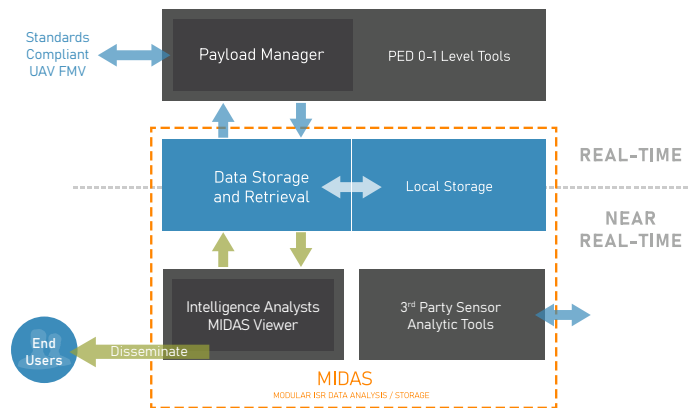 Standards
Compliant
UAV FMV
Payload Manager
PED 0-1 Level Tools
Data Storage
and Retrieval
Local Storage
REAL-TIME
NEAR
REAL-TIME
Intelligence Analysts
MIDAS Viewer
3rd Party Sensor
Analytic Tools
End
Users
Disseminate
MIDAS
MODULAR ISR DATA ANALYSIS / STORAGE